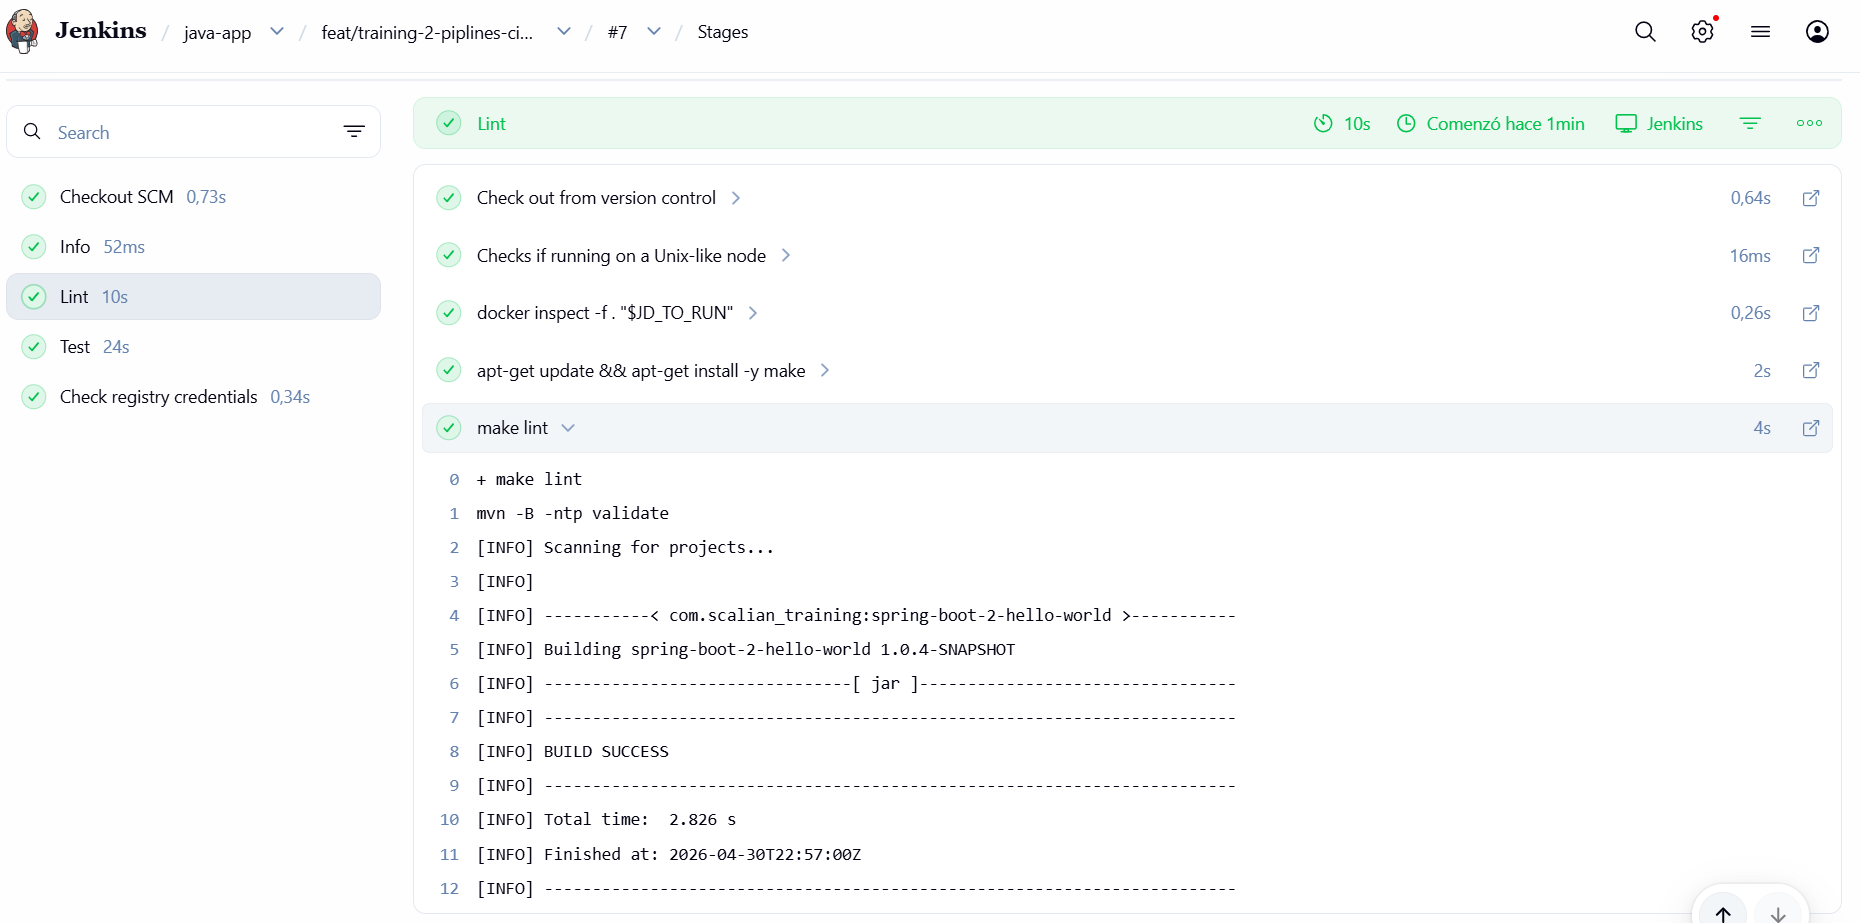 Jenkins / java-app / feat/training-2-piplines-ci... / #7 / Stages
Search
Checkout SCM 0,73s
Info 52ms
Lint 10s
Test 24s
Check registry credentials 0,34s
Lint 10s Comenzó hace 1min Jenkins
Check out from version control 0,64s
Checks if running on a Unix-like node 16ms
docker inspect -f . "$JD_TO_RUN" 0,26s
apt-get update && apt-get install -y make 2s
make lint 4s
0 + make lint
1 mvn -B -ntp validate
2 [INFO] Scanning for projects...
3 [INFO]
4 [INFO] -----------< com.scalian_training:spring-boot-2-hello-world >-----------
5 [INFO] Building spring-boot-2-hello-world 1.0.4-SNAPSHOT
6 [INFO] --------------------------------[ jar ]---------------------------------
7 [INFO] ------------------------------------------------------------------------
8 [INFO] BUILD SUCCESS
9 [INFO] ------------------------------------------------------------------------
10 [INFO] Total time:  2.826 s
11 [INFO] Finished at: 2026-04-30T22:57:00Z
12 [INFO] ------------------------------------------------------------------------